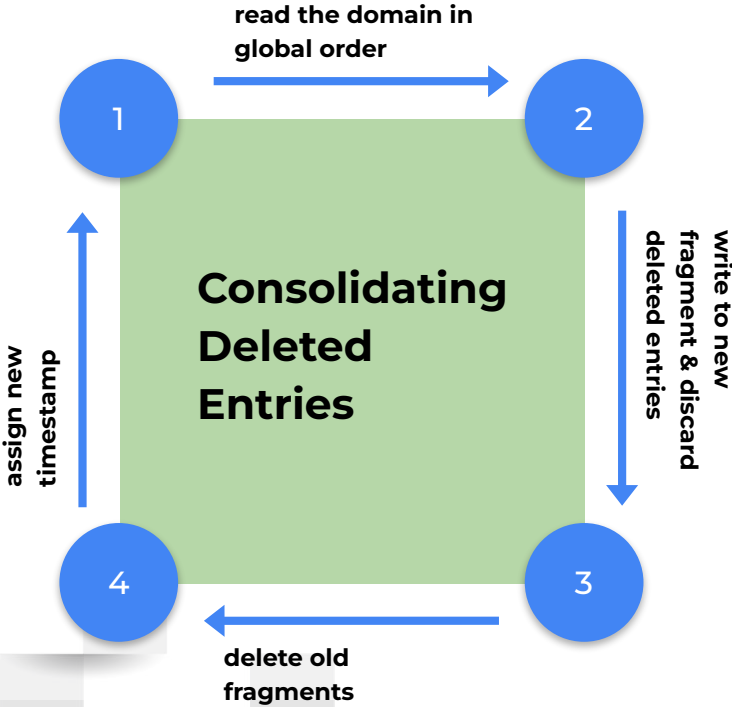 read the domain in
global order
1
2
write to new
fragment & discard
deleted entries
Consolidating
Deleted
Entries
assign new
timestamp
4
3
delete old
fragments